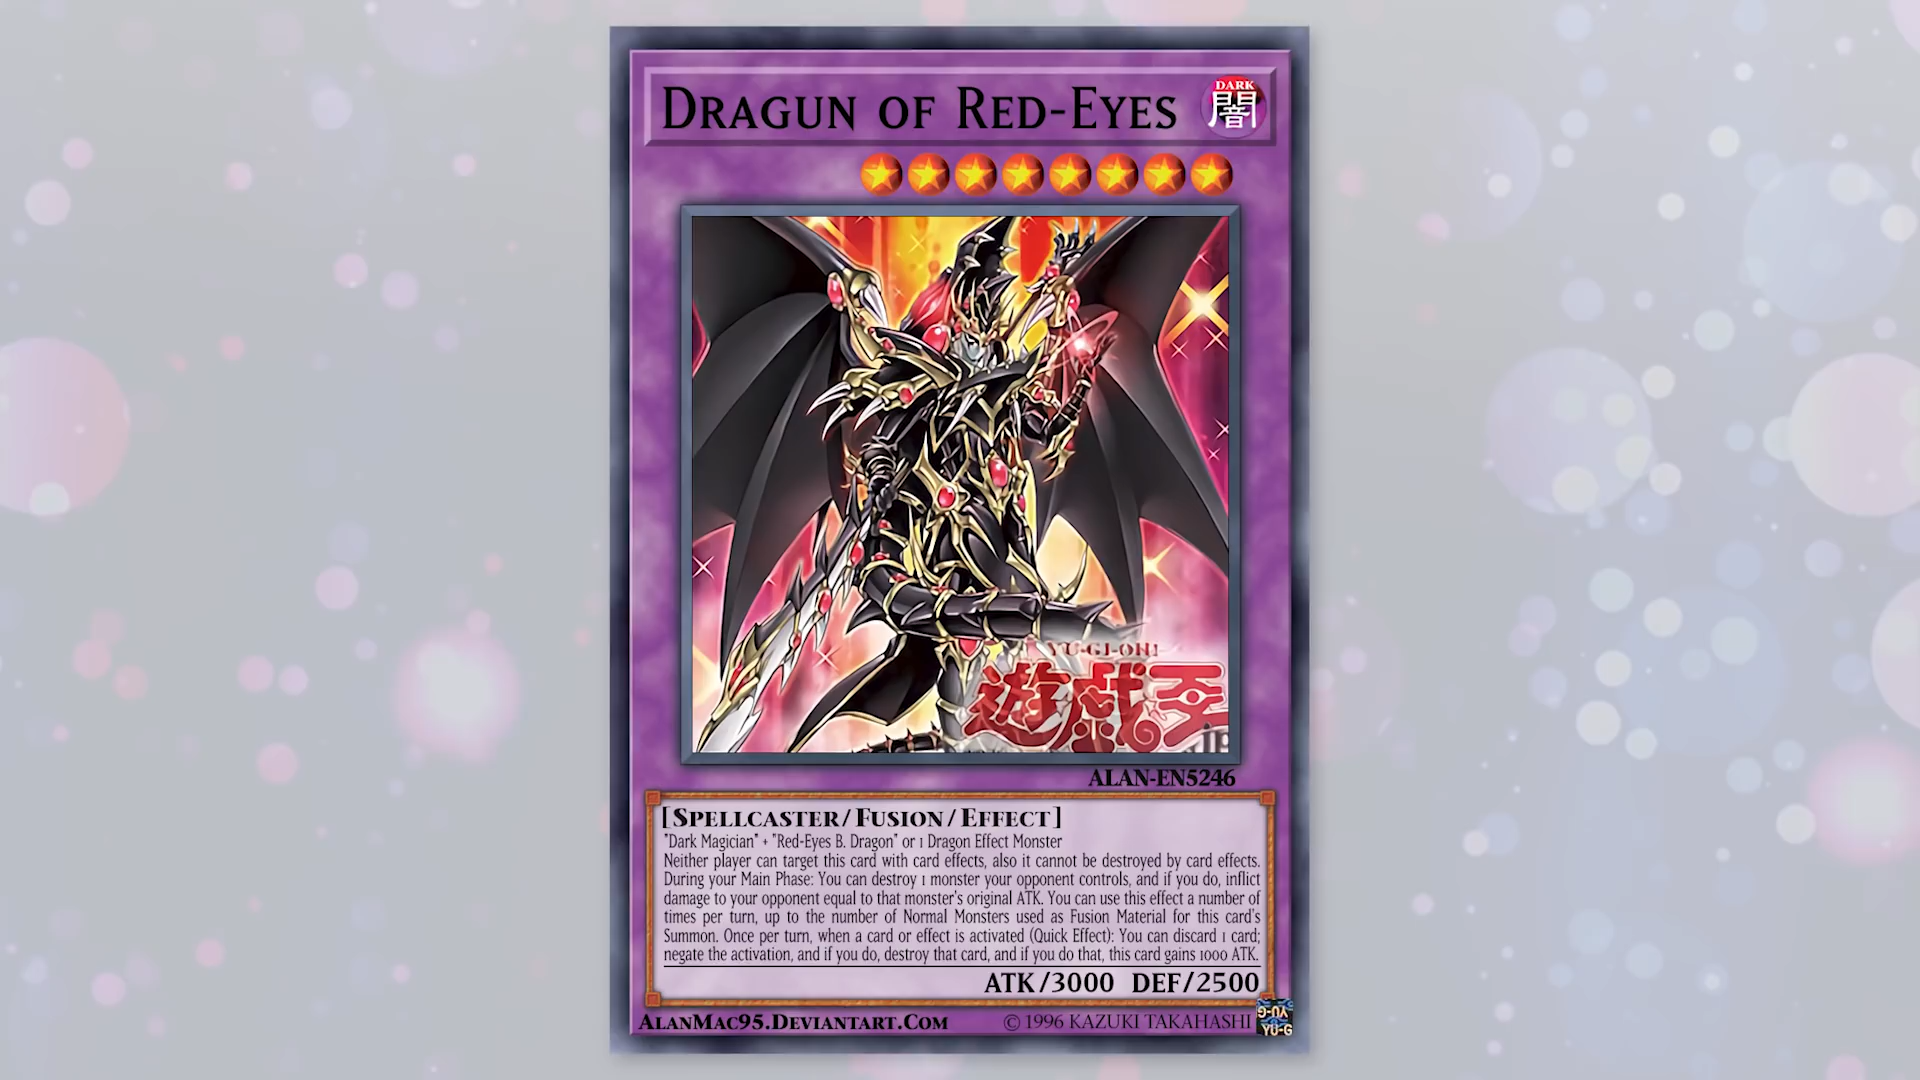 Dragun of Red-Eyes
DARK
闇
YU-GI-OH!
遊戯王
ALAN-EN5246
[Spellcaster/Fusion/Effect]
"Dark Magician" + "Red-Eyes B. Dragon" or 1 Dragon Effect Monster
Neither player can target this card with card effects, also it cannot be destroyed by card effects.
During your Main Phase: You can destroy 1 monster your opponent controls, and if you do, inflict
damage to your opponent equal to that monster's original ATK. You can use this effect a number of
times per turn, up to the number of Normal Monsters used as Fusion Material for this card's
Summon. Once per turn, when a card or effect is activated (Quick Effect): You can discard 1 card;
negate the activation, and if you do, destroy that card, and if you do that, this card gains 1000 ATK.
ATK/3000 DEF/2500
AlanMac95.Deviantart.Com
© 1996 KAZUKI TAKAHASHI